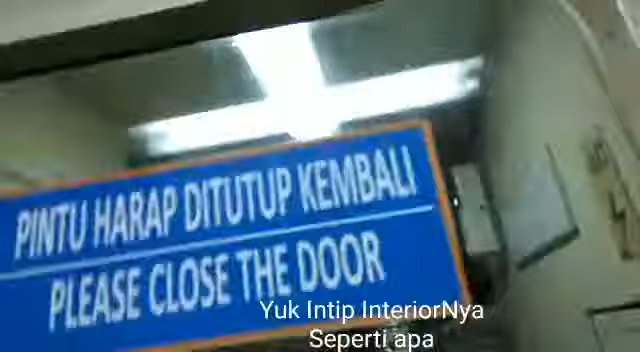 PINTU HARAP DITUTUP KEMBALI
PLEASE CLOSE THE DOOR
Yuk Intip InteriorNya
Seperti apa